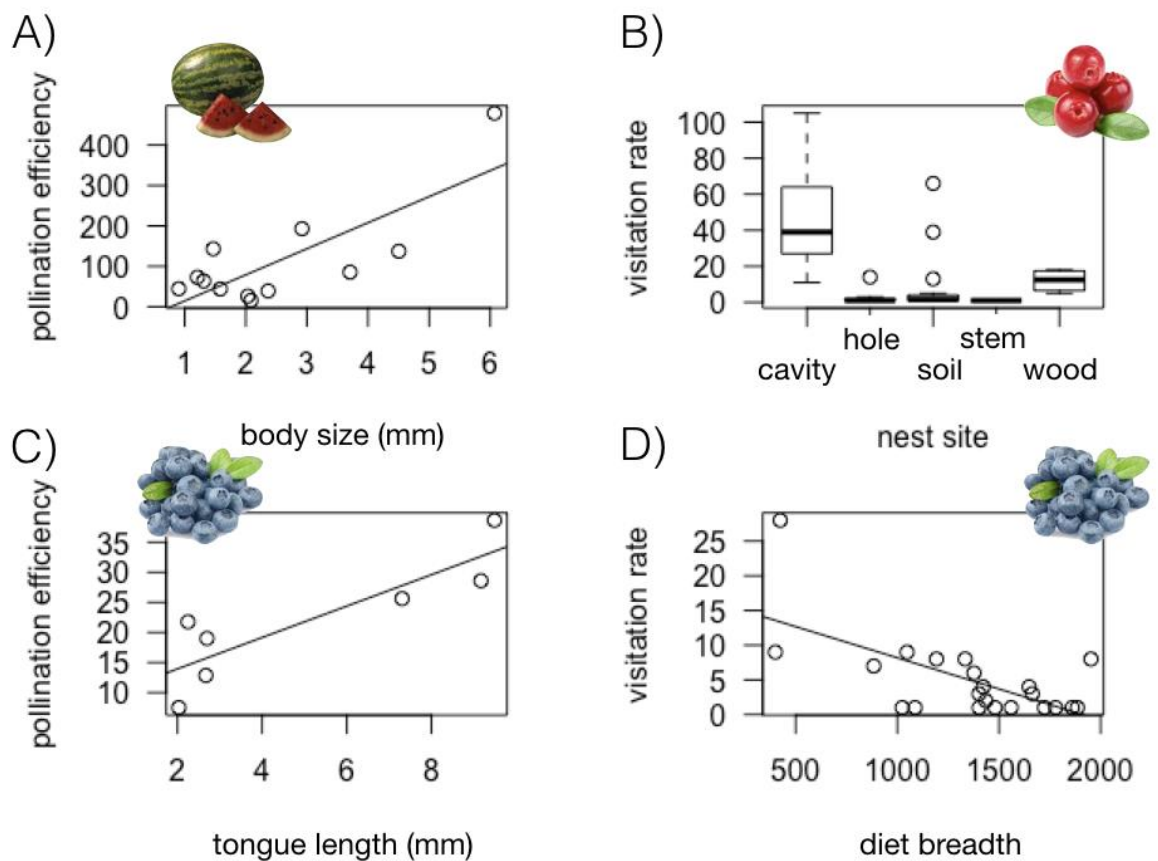 A)
pollination efficiency
400
300
200
100
0
1 2 3 4 5 6
body size (mm)
B)
visitation rate
100
80
60
40
20
0
hole stem
cavity soil wood
nest site
C)
pollination efficiency
35
30
25
20
15
10
2 4 6 8
tongue length (mm)
D)
visitation rate
25
20
15
10
5
0
500 1000 1500 2000
diet breadth